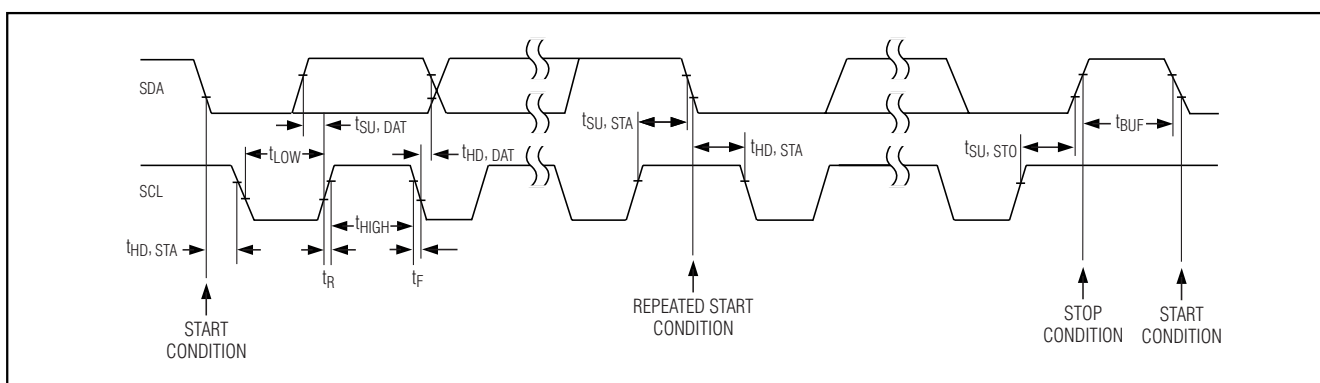 SDA
tSU, DAT
tSU, STA
tBUF
tLOW
tHD, DAT
tHD, STA
tSU, STO
SCL
tHIGH
tHD, STA
tR
tF
START
CONDITION
REPEATED START
CONDITION
STOP
CONDITION
START
CONDITION